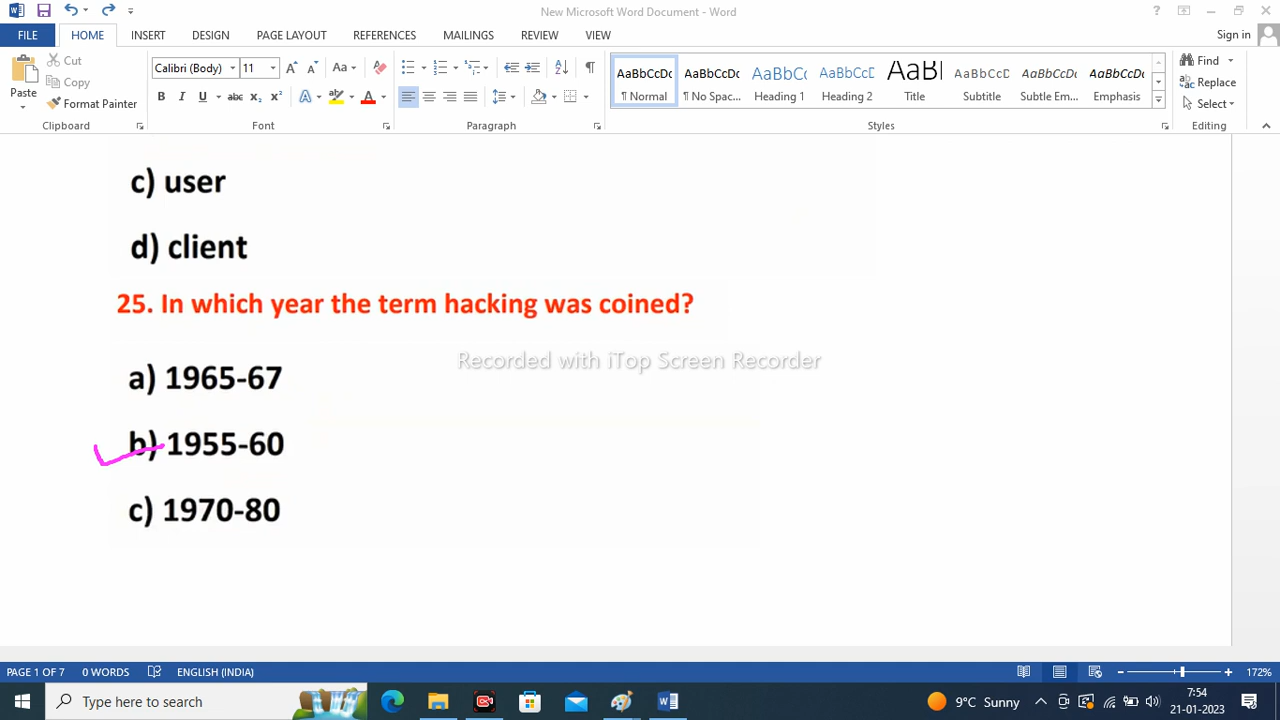 New Microsoft Word Document - Word
FILE HOME INSERT DESIGN PAGE LAYOUT REFERENCES MAILINGS REVIEW VIEW Sign in
Paste
Cut
Copy
Format Painter
Calibri (Body) 11
AaBbCcDc AaBbCcDc AaBbCc AaBbCc AaBl AaBbCcD AaBbCcDc AaBbCcDc
¶ Normal ¶ No Spac... Heading 1 Heading 2 Title Subtitle Subtle Em... Emphasis
Find
Replace
Select
Clipboard Font Paragraph Styles Editing
c) user
d) client
25. In which year the term hacking was coined?
Recorded with iTop Screen Recorder
a) 1965-67
b) 1955-60
c) 1970-80
PAGE 1 OF 7 0 WORDS ENGLISH (INDIA) 172%
Type here to search
9°C Sunny
7:54
21-01-2023